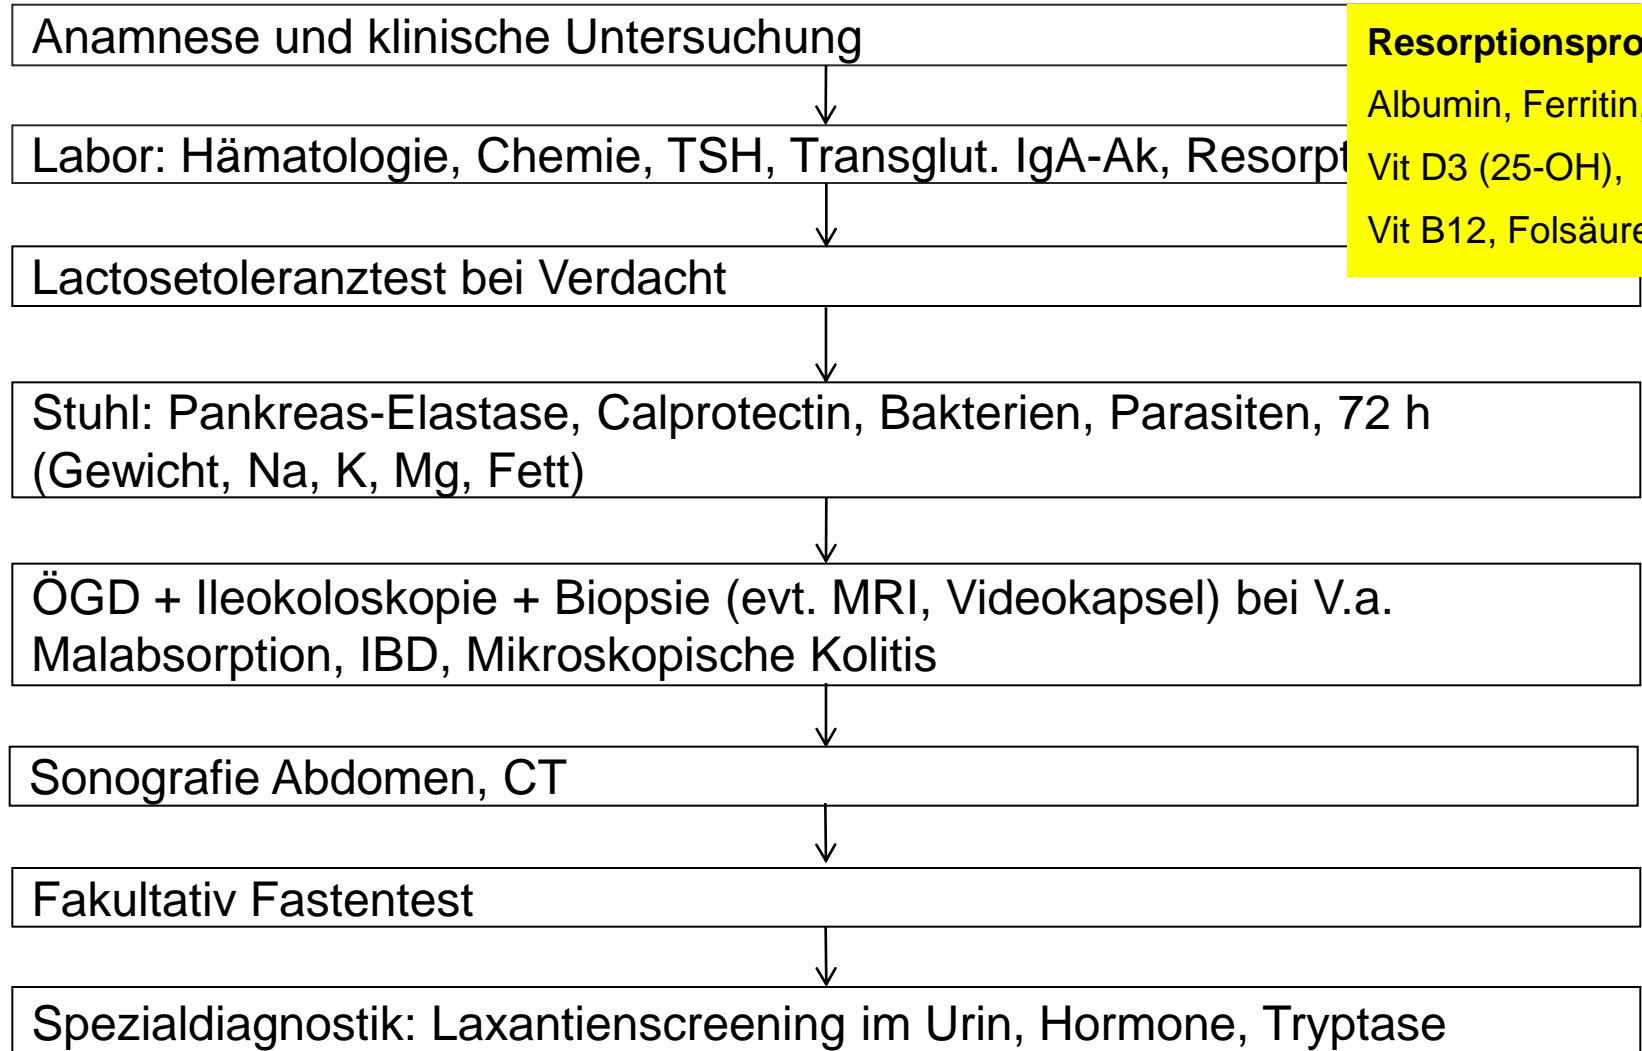 Anamnese und klinische Untersuchung
Resorptionspro
Albumin, Ferritin,
Labor: Hämatologie, Chemie, TSH, Transglut. IgA-Ak, Resorpt
Vit D3 (25-OH),
Vit B12, Folsäure
Lactosetoleranztest bei Verdacht
Stuhl: Pankreas-Elastase, Calprotectin, Bakterien, Parasiten, 72 h
(Gewicht, Na, K, Mg, Fett)
ÖGD + Ileokoloskopie + Biopsie (evt. MRI, Videokapsel) bei V.a.
Malabsorption, IBD, Mikroskopische Kolitis
Sonografie Abdomen, CT
Fakultativ Fastentest
Spezialdiagnostik: Laxantienscreening im Urin, Hormone, Tryptase